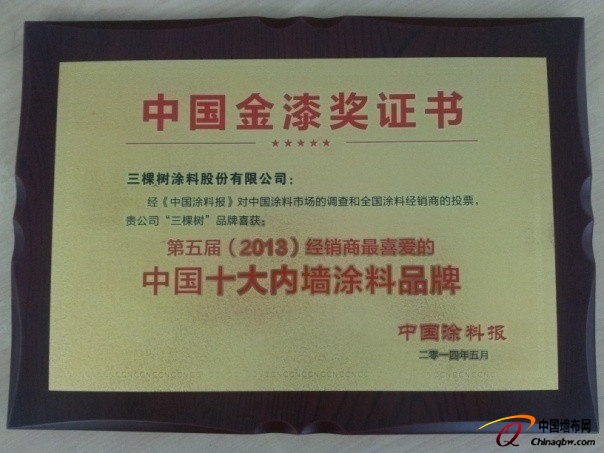 中国金漆奖证书
★★★★★
三棵树涂料股份有限公司：
经《中国涂料报》对中国涂料市场的调查和全国涂料经销商的投票，
贵公司“三棵树”品牌喜获：
第五届（2013）经销商最喜爱的
中国十大内墙涂料品牌
中国涂料报
二零一四年五月
中国墙布网
Chinaqbw.com